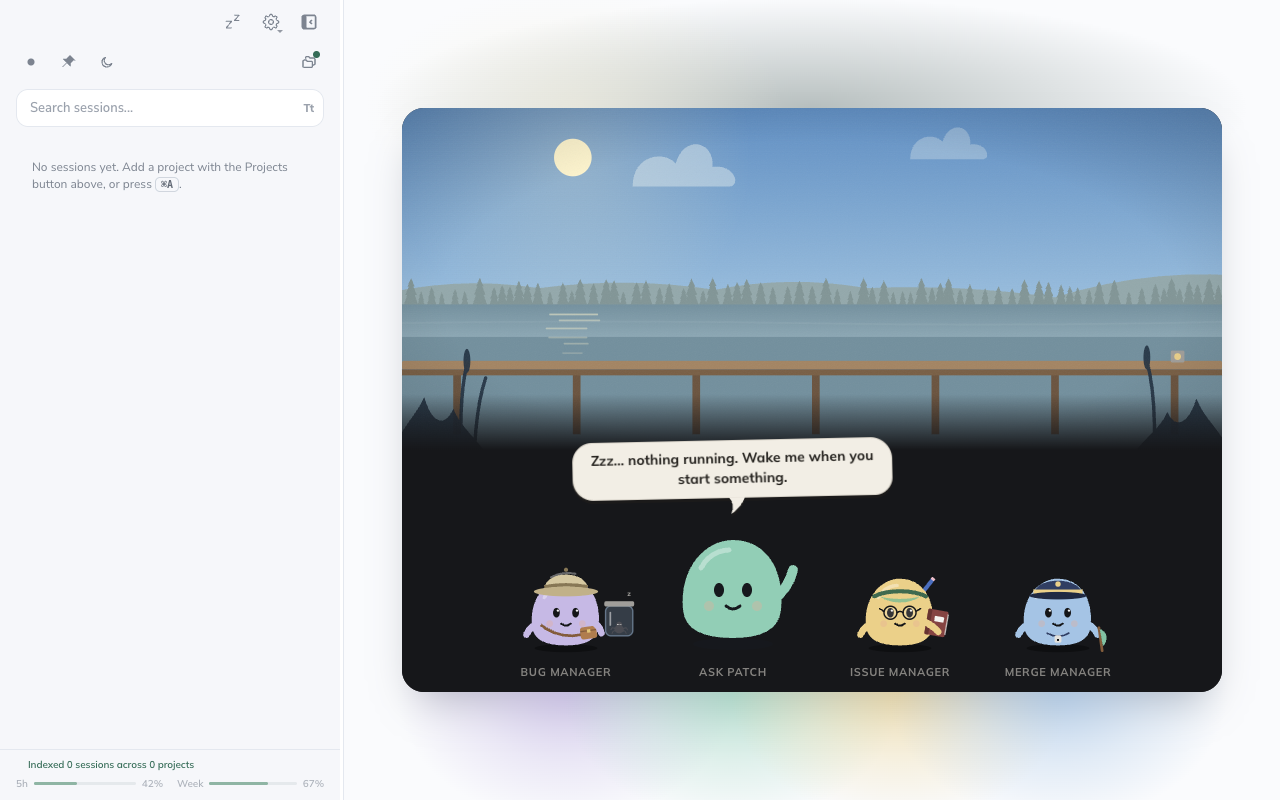 zZ
Search sessions...
Tt
No sessions yet. Add a project with the Projects
button above, or press ⌘A.
Zzz... nothing running. Wake me when you
start something.
z
BUG MANAGER
ASK PATCH
ISSUE MANAGER
MERGE MANAGER
Indexed 0 sessions across 0 projects
5h 42% Week 67%